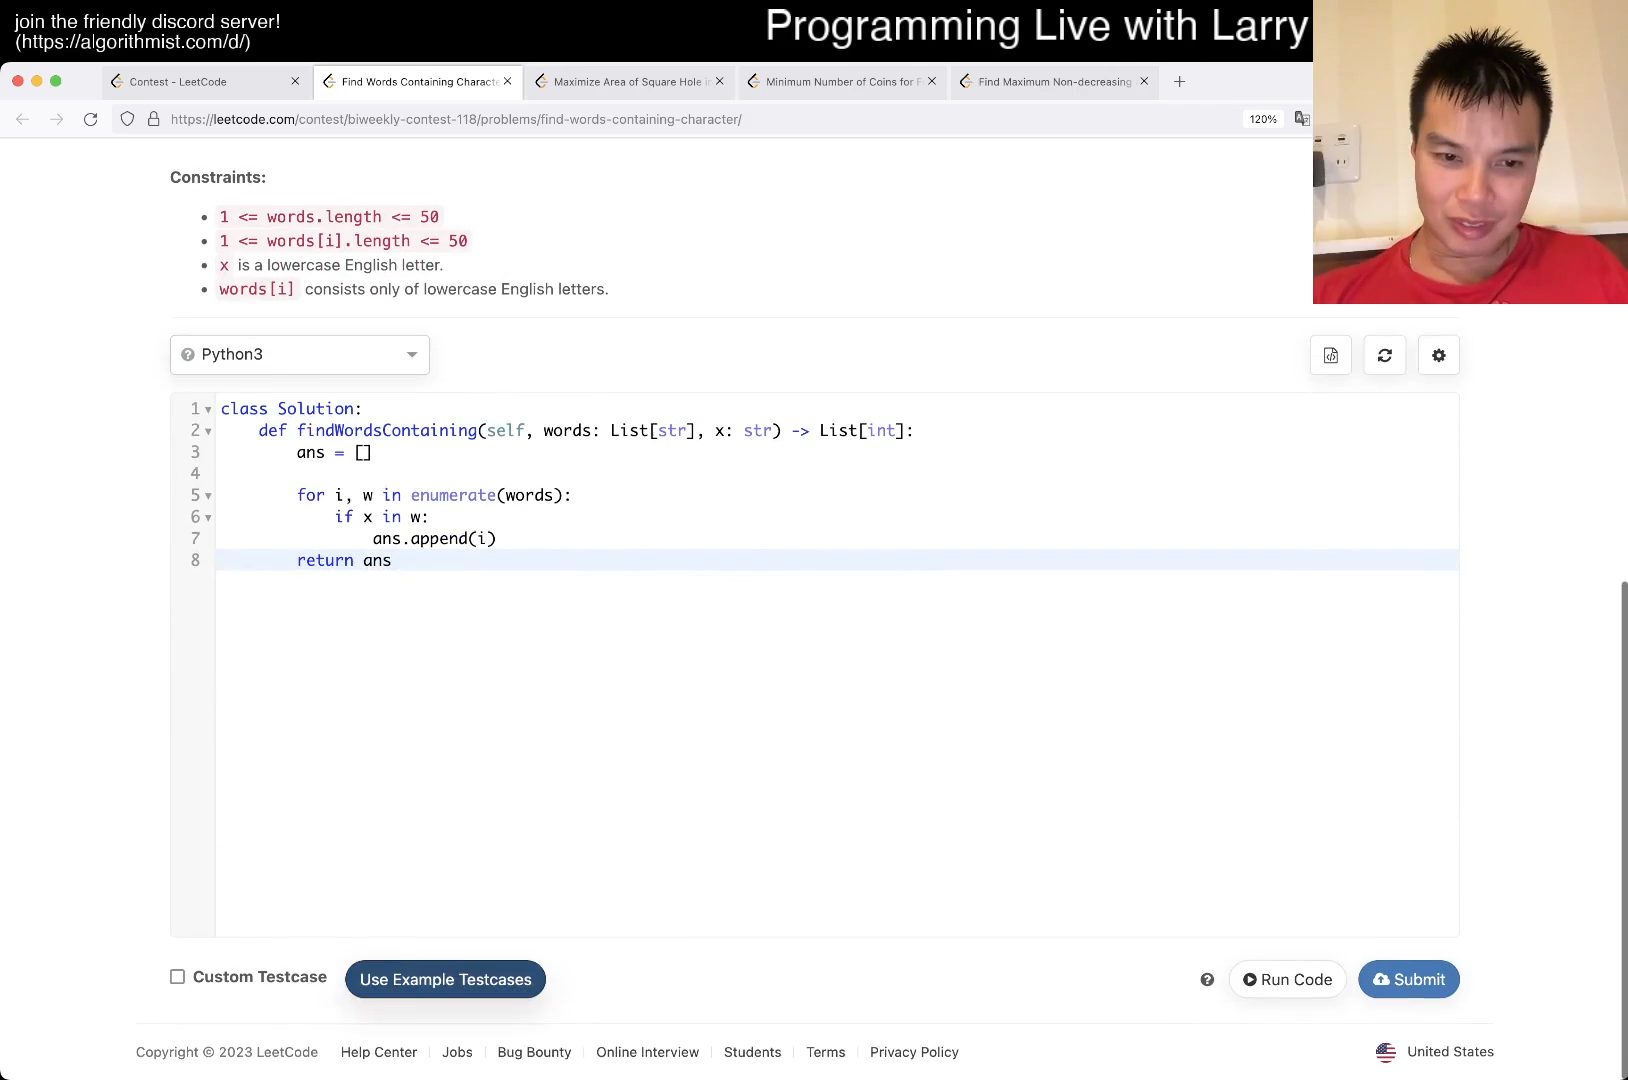 join the friendly discord server!
(https://algorithmist.com/d/)
Programming Live with Larry
Contest - LeetCode
Find Words Containing Characte
Maximize Area of Square Hole i
Minimum Number of Coins for F
Find Maximum Non-decreasing
https://leetcode.com/contest/biweekly-contest-118/problems/find-words-containing-character/
120%
Constraints:
1 <= words.length <= 50
1 <= words[i].length <= 50
x is a lowercase English letter.
words[i] consists only of lowercase English letters.
Python3
1 class Solution:
2 def findWordsContaining(self, words: List[str], x: str) -> List[int]:
3 ans = []
4
5 for i, w in enumerate(words):
6 if x in w:
7 ans.append(i)
8 return ans
Custom Testcase
Use Example Testcases
Run Code
Submit
Copyright © 2023 LeetCode
Help Center
Jobs
Bug Bounty
Online Interview
Students
Terms
Privacy Policy
United States